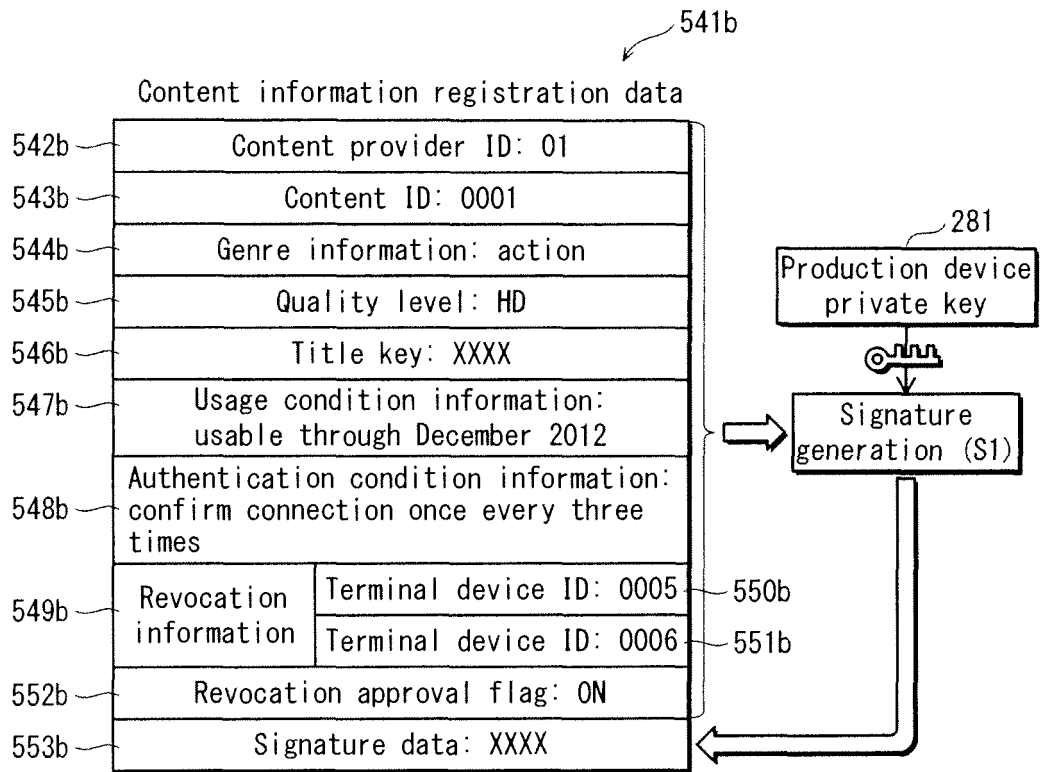 541b
Content information registration data
542b
Content provider ID: 01
543b
Content ID: 0001
544b
Genre information: action
545b
Quality level: HD
546b
Title key: XXXX
547b
Usage condition information:
usable through December 2012
548b
Authentication condition information:
confirm connection once every three
times
549b
Revocation
information
Terminal device ID: 0005
550b
Terminal device ID: 0006
551b
552b
Revocation approval flag: ON
553b
Signature data: XXXX
281
Production device
private key
Signature
generation (S1)